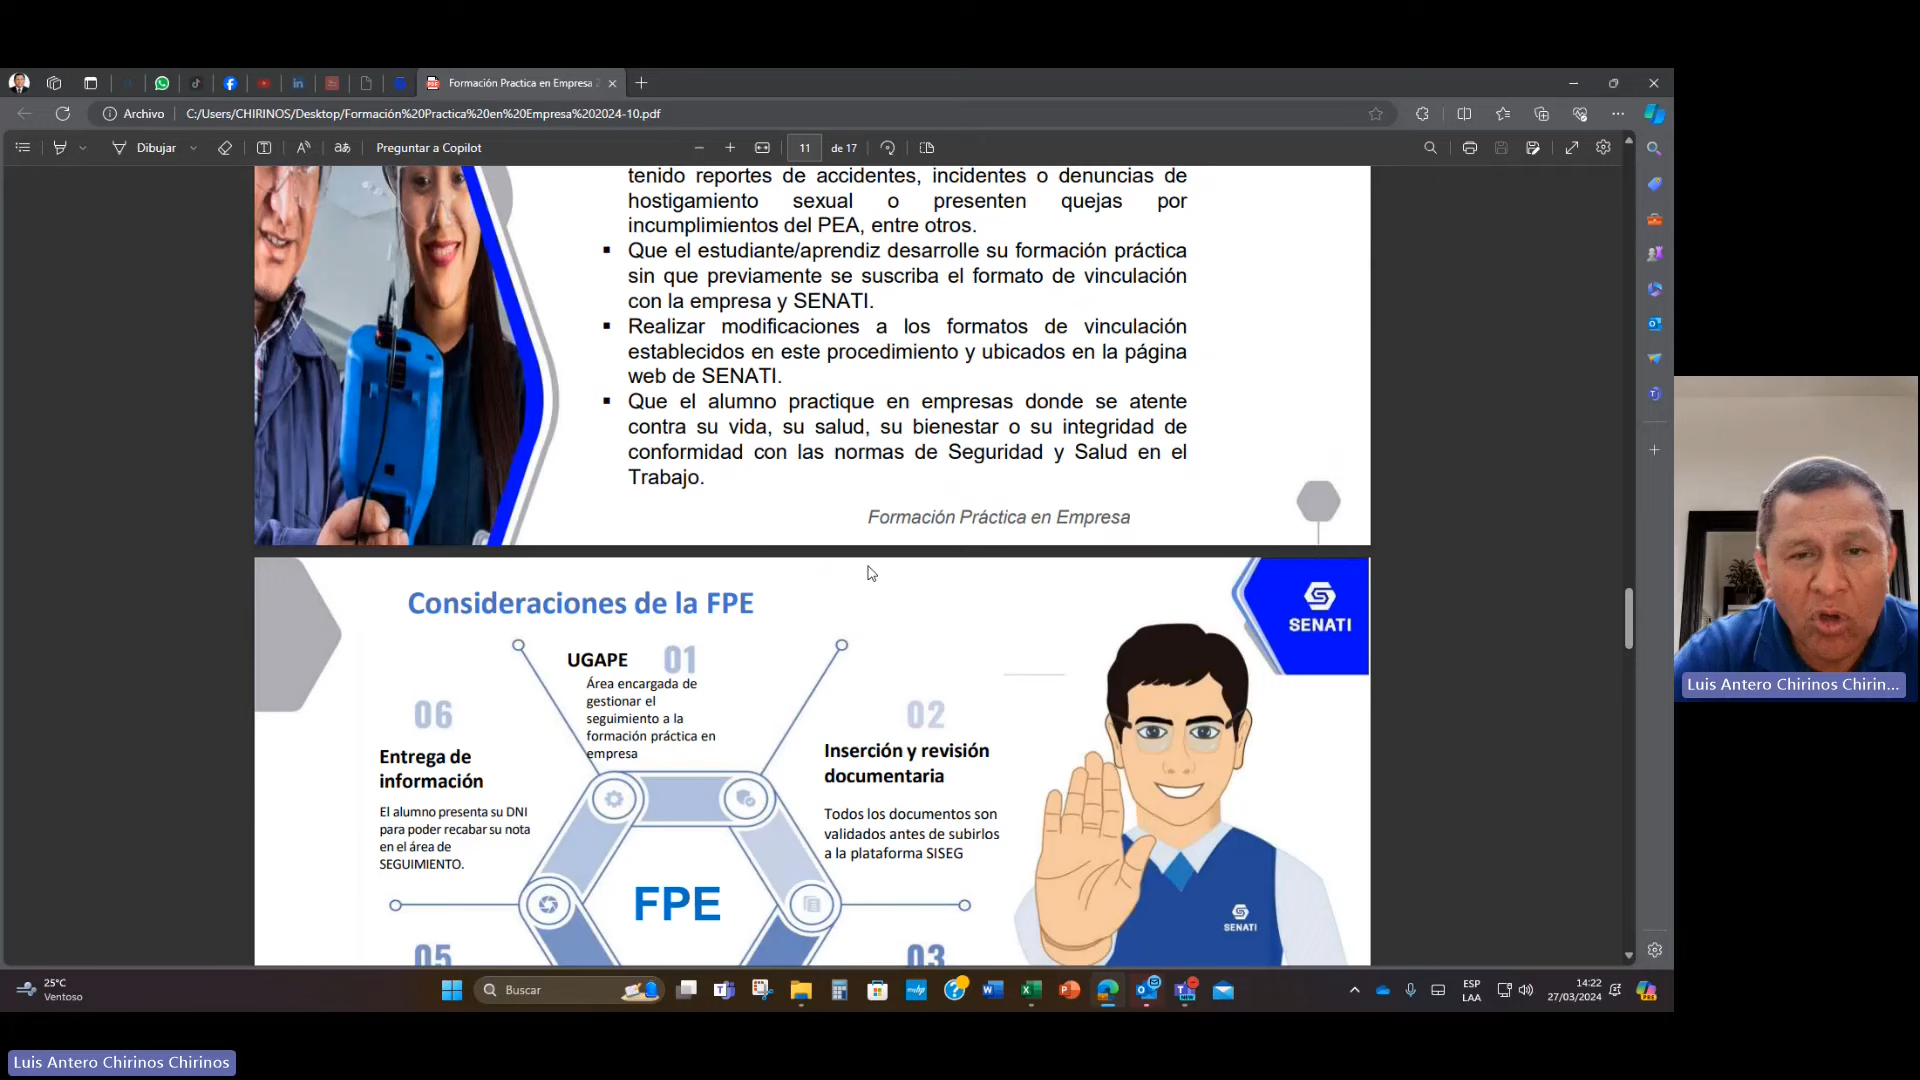 Formación Practica en Empresa 2
Archivo
C:/Users/CHIRINOS/Desktop/Formación%20Practica%20en%20Empresa%202024-10.pdf
Dibujar
Preguntar a Copilot
11 de 17
tenido reportes de accidentes, incidentes o denuncias de
hostigamiento sexual o presenten quejas por
incumplimientos del PEA, entre otros.
▪ Que el estudiante/aprendiz desarrolle su formación práctica
sin que previamente se suscriba el formato de vinculación
con la empresa y SENATI.
▪ Realizar modificaciones a los formatos de vinculación
establecidos en este procedimiento y ubicados en la página
web de SENATI.
▪ Que el alumno practique en empresas donde se atente
contra su vida, su salud, su bienestar o su integridad de
conformidad con las normas de Seguridad y Salud en el
Trabajo.
Formación Práctica en Empresa
Consideraciones de la FPE
SENATI
UGAPE 01
Área encargada de
gestionar el
seguimiento a la
formación práctica en
empresa
06
Entrega de
información
El alumno presenta su DNI
para poder recabar su nota
en el área de
SEGUIMIENTO.
02
Inserción y revisión
documentaria
Todos los documentos son
validados antes de subirlos
a la plataforma SISEG
FPE
SENATI
05
03
Luis Antero Chirinos Chirin...
25°C
Ventoso
Buscar
ESP
LAA
14:22
27/03/2024
Luis Antero Chirinos Chirinos